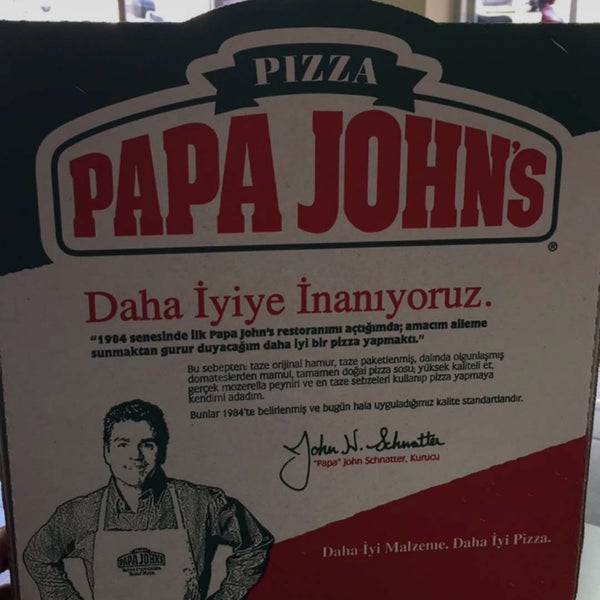 PIZZA
PAPA JOHN'S
®
Daha İyiye İnanıyoruz.
"1984 senesinde ilk Papa John's restoranımı açtığımda; amacım aileme
sunmaktan gurur duyacağım daha iyi bir pizza yapmaktı."
Bu sebepten; taze orijinal hamur, taze paketlenmiş, dalında olgunlaşmış
domateslerden mamul, tamamen doğal pizza sosu, yüksek kaliteli et,
gerçek mozerella peyniri ve en taze sebzeleri kullanıp pizza yapmaya
kendimi adadım.
Bunlar 1984'te belirlenmiş ve bugün hala uyguladığımız kalite standartlarıdır.
John H. Schnatter
"Papa" John Schnatter, Kurucu
PAPA JOHN'S
Daha İyi Malzeme. Daha İyi Pizza.